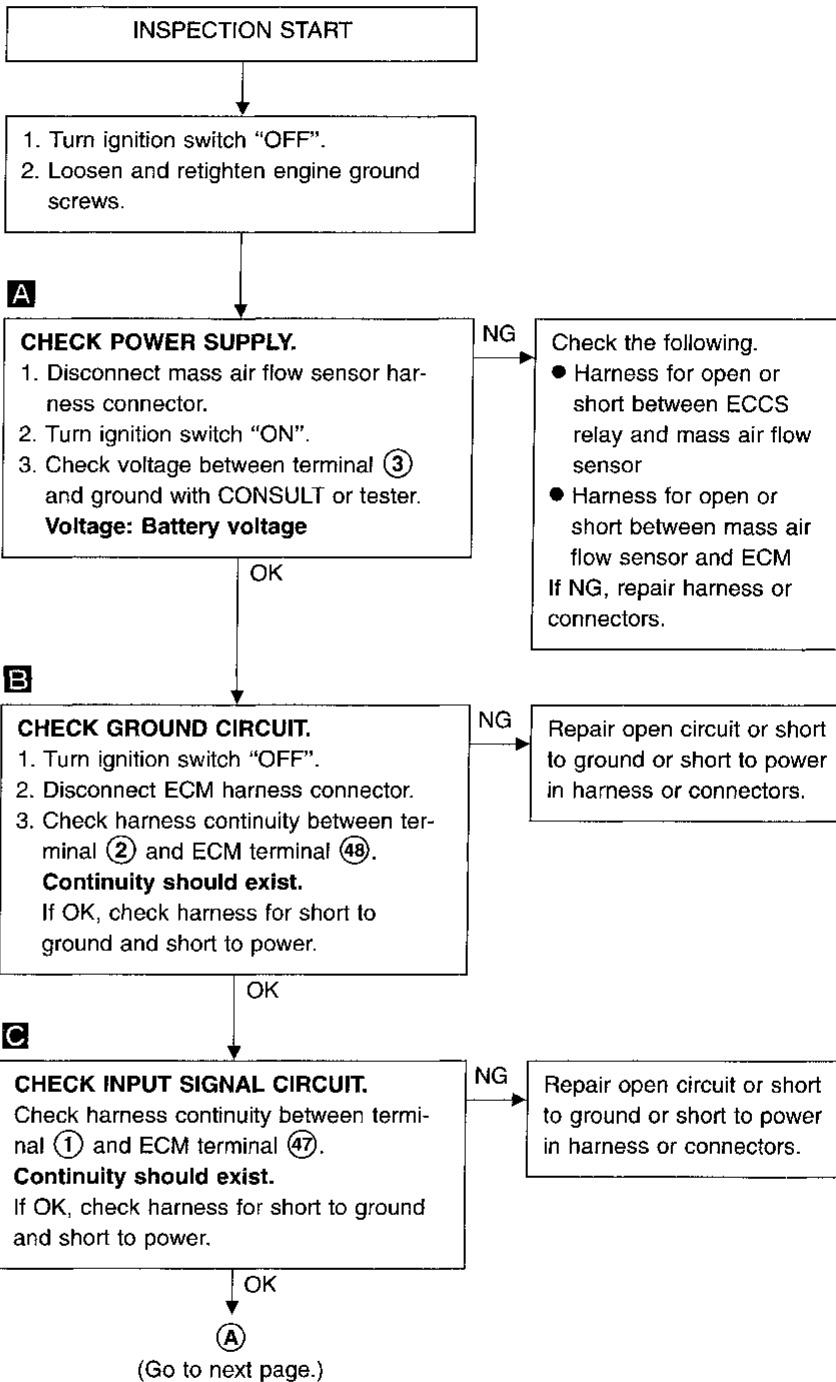 INSPECTION START
1. Turn ignition switch “OFF”.
2. Loosen and retighten engine ground
screws.
A
CHECK POWER SUPPLY.
1. Disconnect mass air flow sensor har-
ness connector.
2. Turn ignition switch “ON”.
3. Check voltage between terminal ③
and ground with CONSULT or tester.
Voltage: Battery voltage
NG
Check the following.
● Harness for open or
short between ECCS
relay and mass air flow
sensor
● Harness for open or
short between mass air
flow sensor and ECM
If NG, repair harness or
connectors.
OK
B
CHECK GROUND CIRCUIT.
1. Turn ignition switch “OFF”.
2. Disconnect ECM harness connector.
3. Check harness continuity between ter-
minal ② and ECM terminal ㊽.
Continuity should exist.
If OK, check harness for short to
ground and short to power.
NG
Repair open circuit or short
to ground or short to power
in harness or connectors.
OK
C
CHECK INPUT SIGNAL CIRCUIT.
Check harness continuity between termi-
nal ① and ECM terminal ㊼.
Continuity should exist.
If OK, check harness for short to ground
and short to power.
NG
Repair open circuit or short
to ground or short to power
in harness or connectors.
OK
Ⓐ
(Go to next page.)